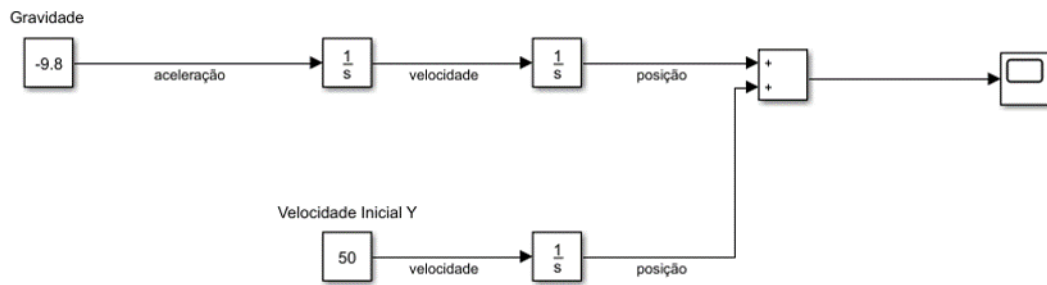 Gravidade
-9.8
aceleração
1
s
velocidade
1
s
posição
+
+
Velocidade Inicial Y
50
velocidade
1
s
posição